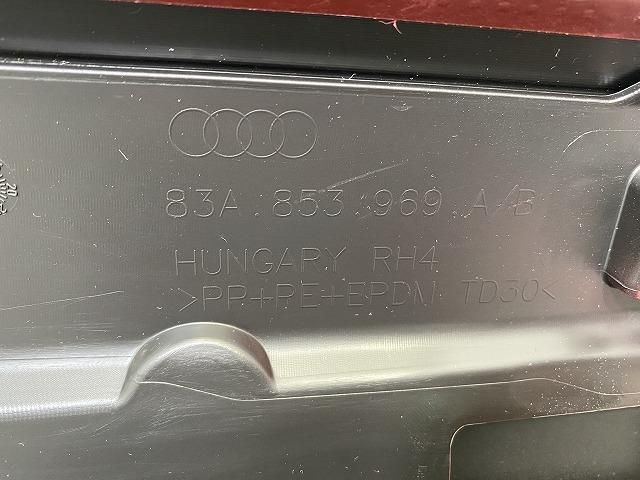 83A.853.969.A/B
HUNGARY RH4
>PP+PE+EPDM TD30<